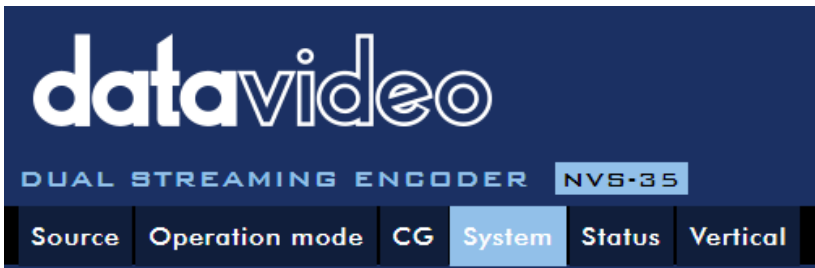 datavideo
DUAL STREAMING ENCODER NVS-35
Source Operation mode CG System Status Vertical